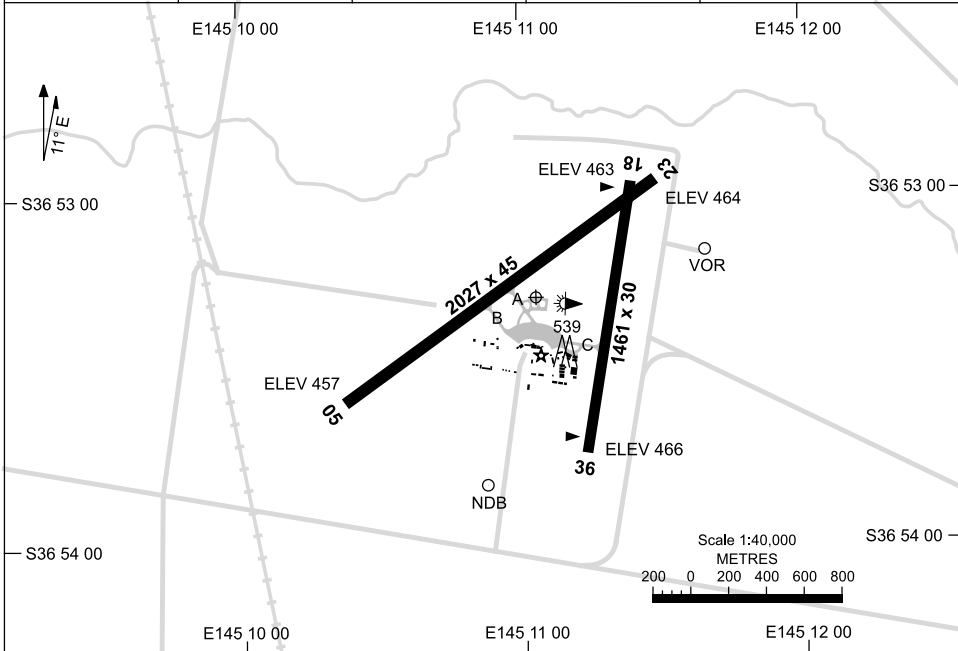 E145 10 00
E145 11 00
E145 12 00
11° E
ELEV 463
18
23
S36 53 00
ELEV 464
S36 53 00
VOR
2027 x 45
A
B
539
1461 x 30
C
ELEV 457
05
ELEV 466
36
NDB
S36 54 00
Scale 1:40,000
S36 54 00
METRES
200 0 200 400 600 800
E145 10 00
E145 11 00
E145 12 00